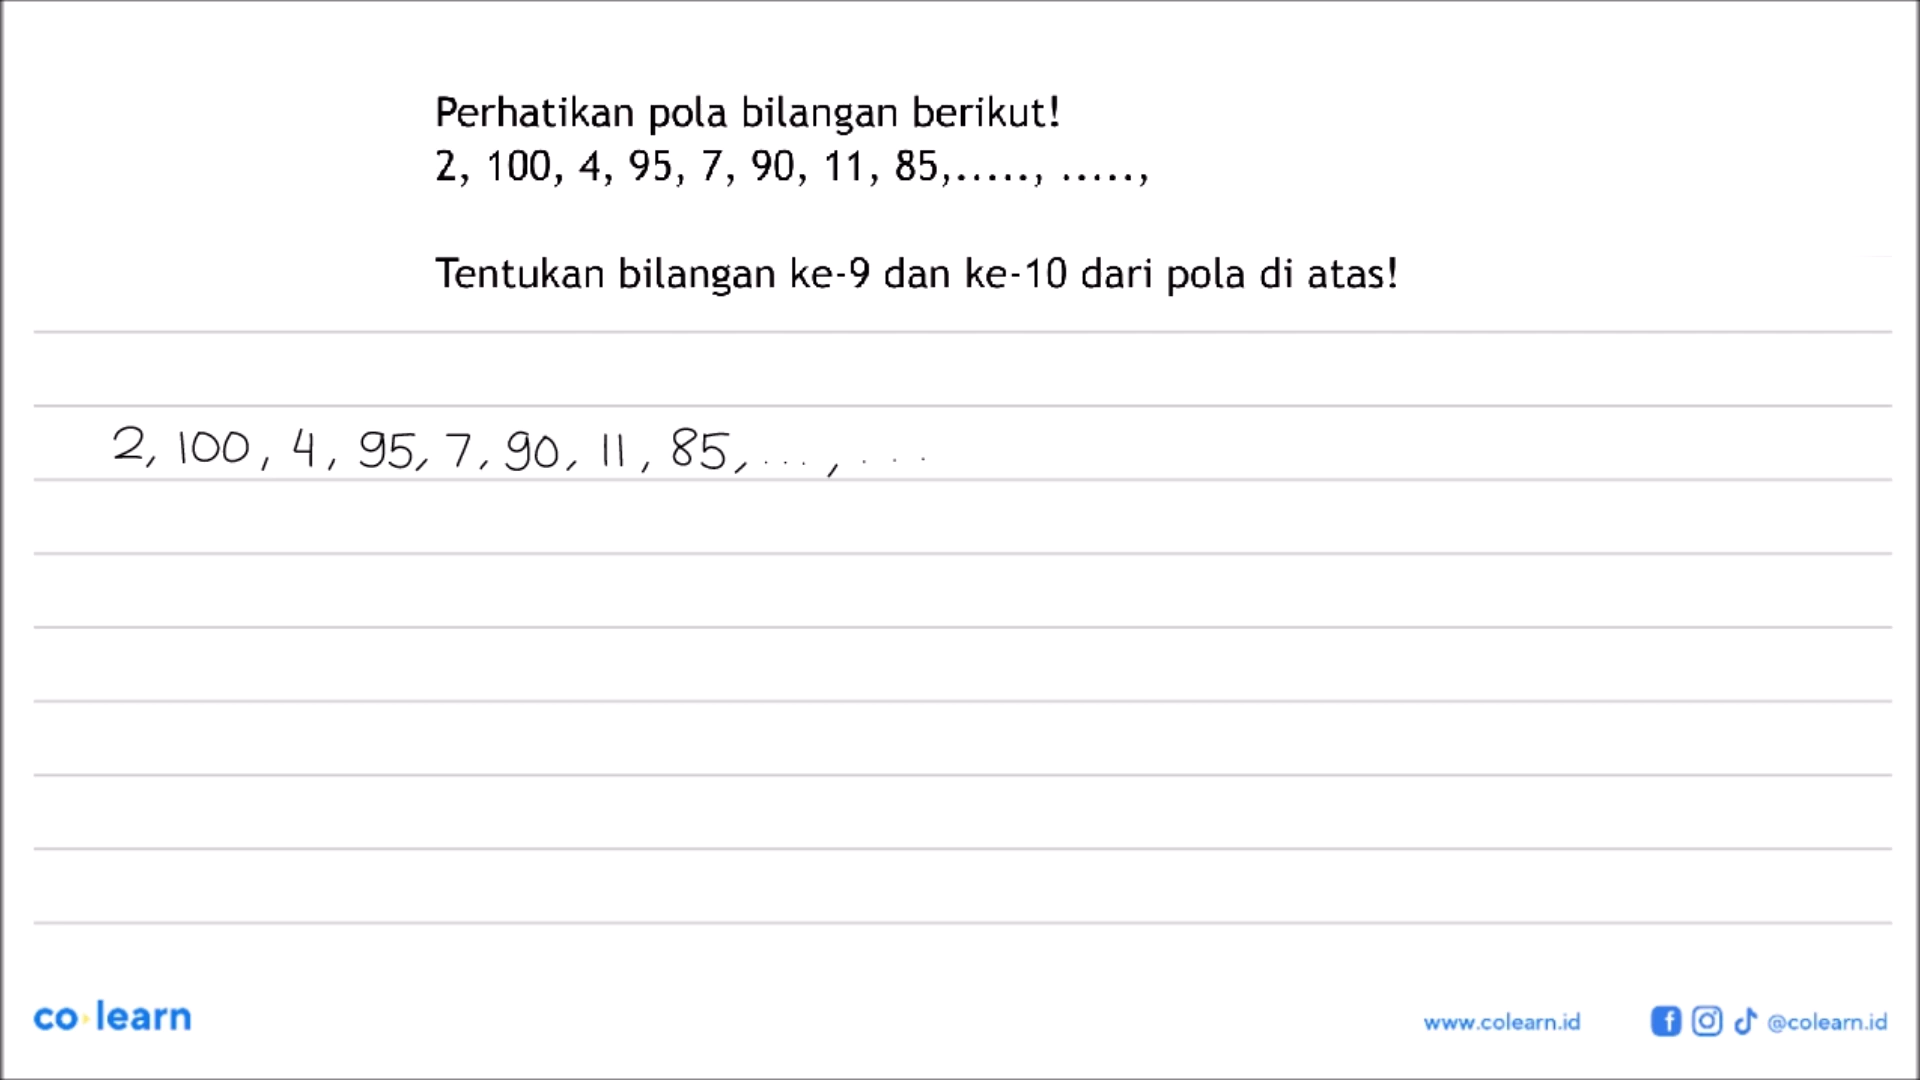 Perhatikan pola bilangan berikut!
2, 100, 4, 95, 7, 90, 11, 85,....., .....,
Tentukan bilangan ke-9 dan ke-10 dari pola di atas!
2, 100, 4, 95, 7, 90, 11, 85, ..., ...
co learn
www.colearn.id @colearn.id